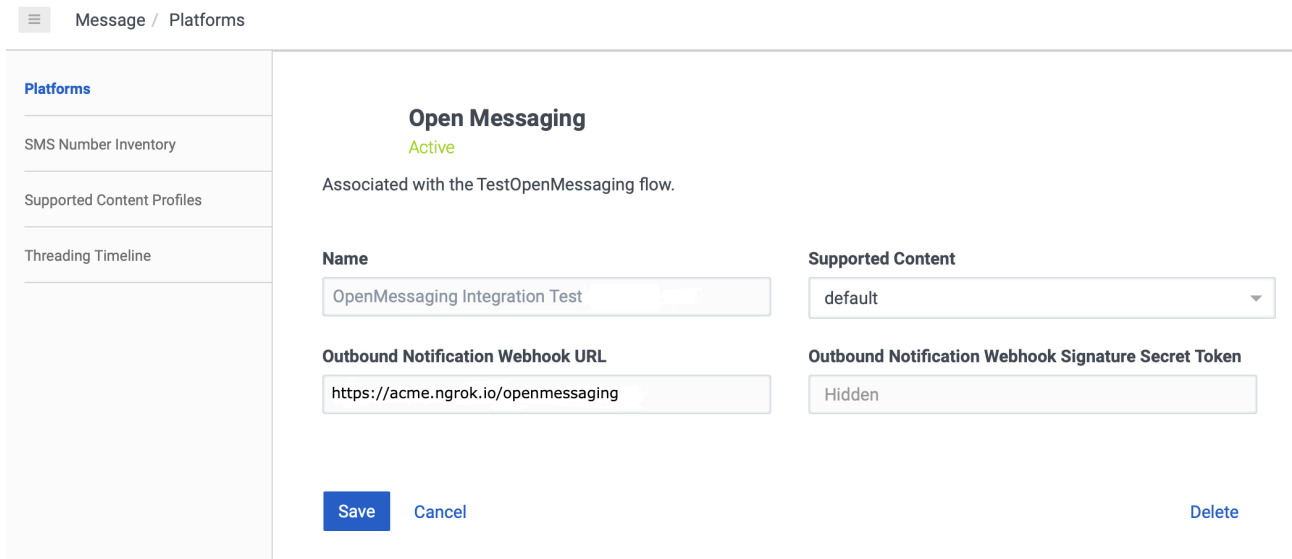 Message / Platforms
Platforms
SMS Number Inventory
Supported Content Profiles
Threading Timeline
Open Messaging
Active
Associated with the TestOpenMessaging flow.
Name
OpenMessaging Integration Test
Supported Content
default
Outbound Notification Webhook URL
https://acme.ngrok.io/openmessaging
Outbound Notification Webhook Signature Secret Token
Hidden
Save
Cancel
Delete